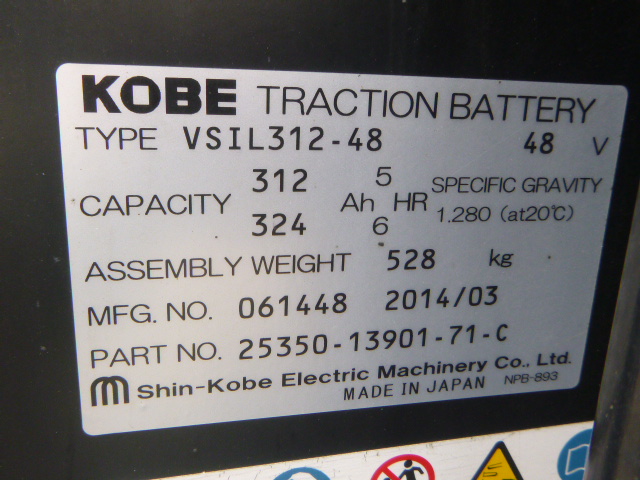 KOBE TRACTION BATTERY
TYPE VSIL312-48 48 V
CAPACITY 312 324 Ah 5 6 HR SPECIFIC GRAVITY 1.280 (at20℃)
ASSEMBLY WEIGHT 528 kg
MFG. NO. 061448 2014/03
PART NO. 25350-13901-71-C
Shin-Kobe Electric Machinery Co., Ltd.
MADE IN JAPAN NPB-893